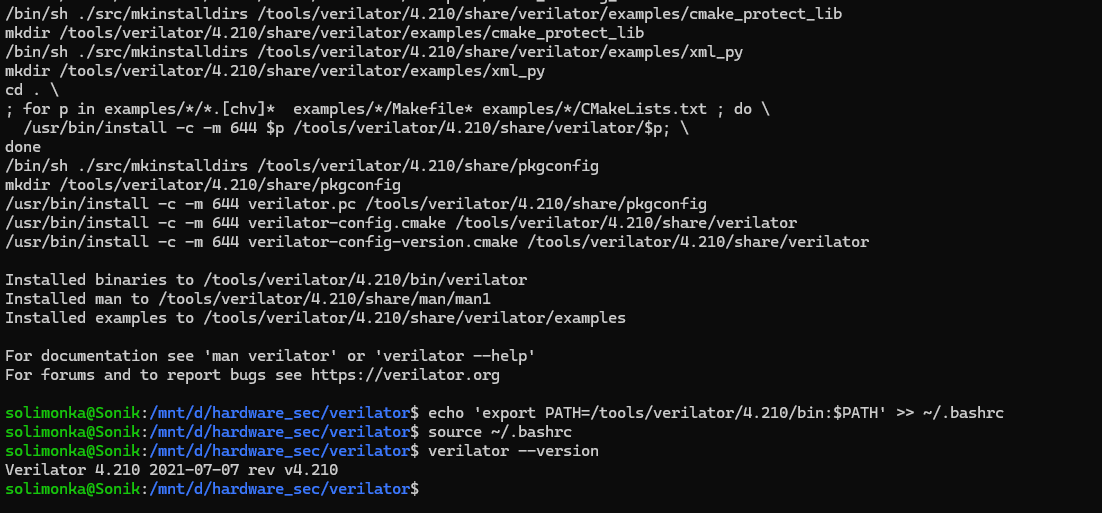 /bin/sh ./src/mkinstalldirs /tools/verilator/4.210/share/verilator/examples/cmake_protect_lib
mkdir /tools/verilator/4.210/share/verilator/examples/cmake_protect_lib
/bin/sh ./src/mkinstalldirs /tools/verilator/4.210/share/verilator/examples/xml_py
mkdir /tools/verilator/4.210/share/verilator/examples/xml_py
cd . \
; for p in examples/*/*.[chv]*  examples/*/Makefile* examples/*/CMakeLists.txt ; do \
  /usr/bin/install -c -m 644 $p /tools/verilator/4.210/share/verilator/$p; \
done
/bin/sh ./src/mkinstalldirs /tools/verilator/4.210/share/pkgconfig
mkdir /tools/verilator/4.210/share/pkgconfig
/usr/bin/install -c -m 644 verilator.pc /tools/verilator/4.210/share/pkgconfig
/usr/bin/install -c -m 644 verilator-config.cmake /tools/verilator/4.210/share/verilator
/usr/bin/install -c -m 644 verilator-config-version.cmake /tools/verilator/4.210/share/verilator

Installed binaries to /tools/verilator/4.210/bin/verilator
Installed man to /tools/verilator/4.210/share/man/man1
Installed examples to /tools/verilator/4.210/share/verilator/examples

For documentation see 'man verilator' or 'verilator --help'
For forums and to report bugs see https://verilator.org

solimonka@Sonik:/mnt/d/hardware_sec/verilator$ echo 'export PATH=/tools/verilator/4.210/bin:$PATH' >> ~/.bashrc
solimonka@Sonik:/mnt/d/hardware_sec/verilator$ source ~/.bashrc
solimonka@Sonik:/mnt/d/hardware_sec/verilator$ verilator --version
Verilator 4.210 2021-07-07 rev v4.210
solimonka@Sonik:/mnt/d/hardware_sec/verilator$